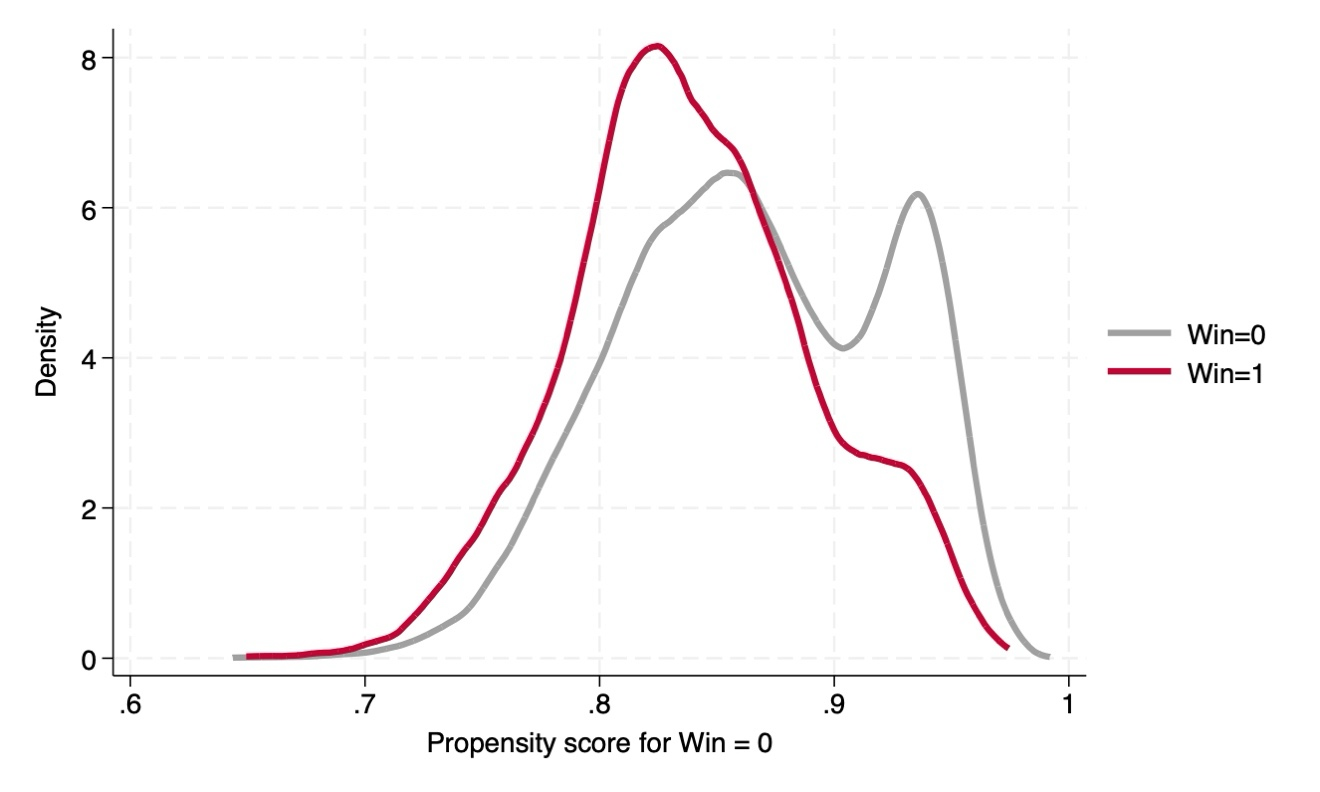 8
6
4
2
0
Density
.6 .7 .8 .9 1
Propensity score for Win = 0
Win=0
Win=1